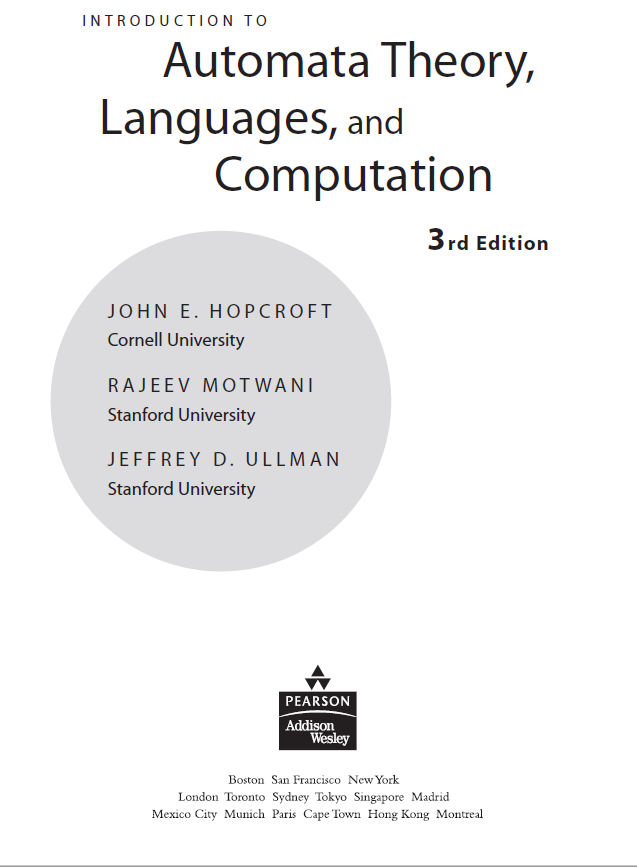 INTRODUCTION TO
Automata Theory,
Languages, and
Computation
3rd Edition
JOHN E. HOPCROFT
Cornell University
RAJEEV MOTWANI
Stanford University
JEFFREY D. ULLMAN
Stanford University
PEARSON
Addison
Wesley
Boston San Francisco New York
London Toronto Sydney Tokyo Singapore Madrid
Mexico City Munich Paris Cape Town Hong Kong Montreal